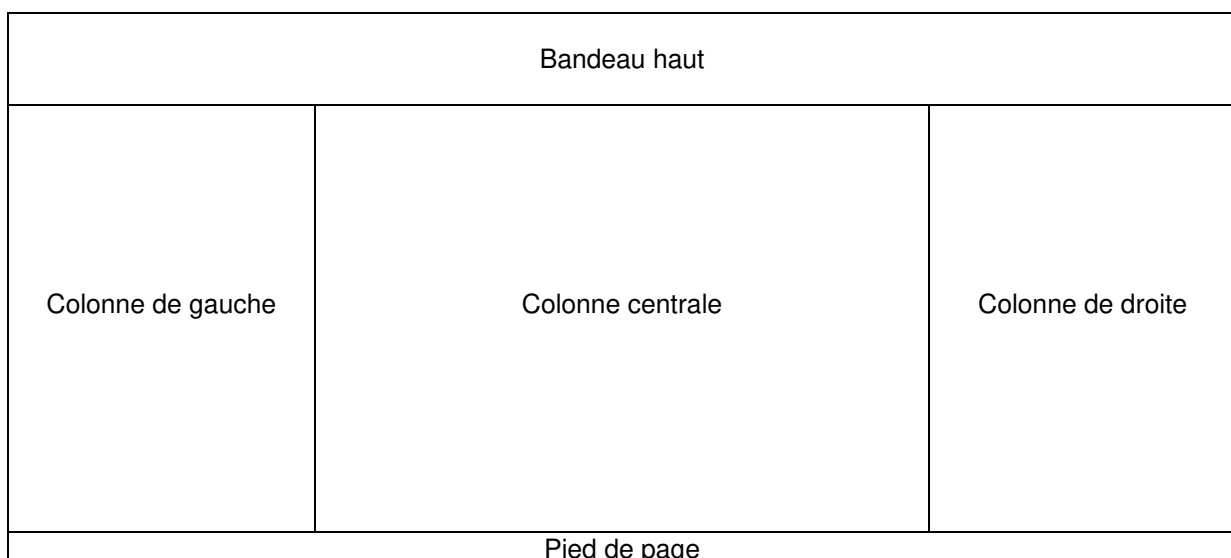 Bandeau haut
Colonne de gauche
Colonne centrale
Colonne de droite
Pied de page